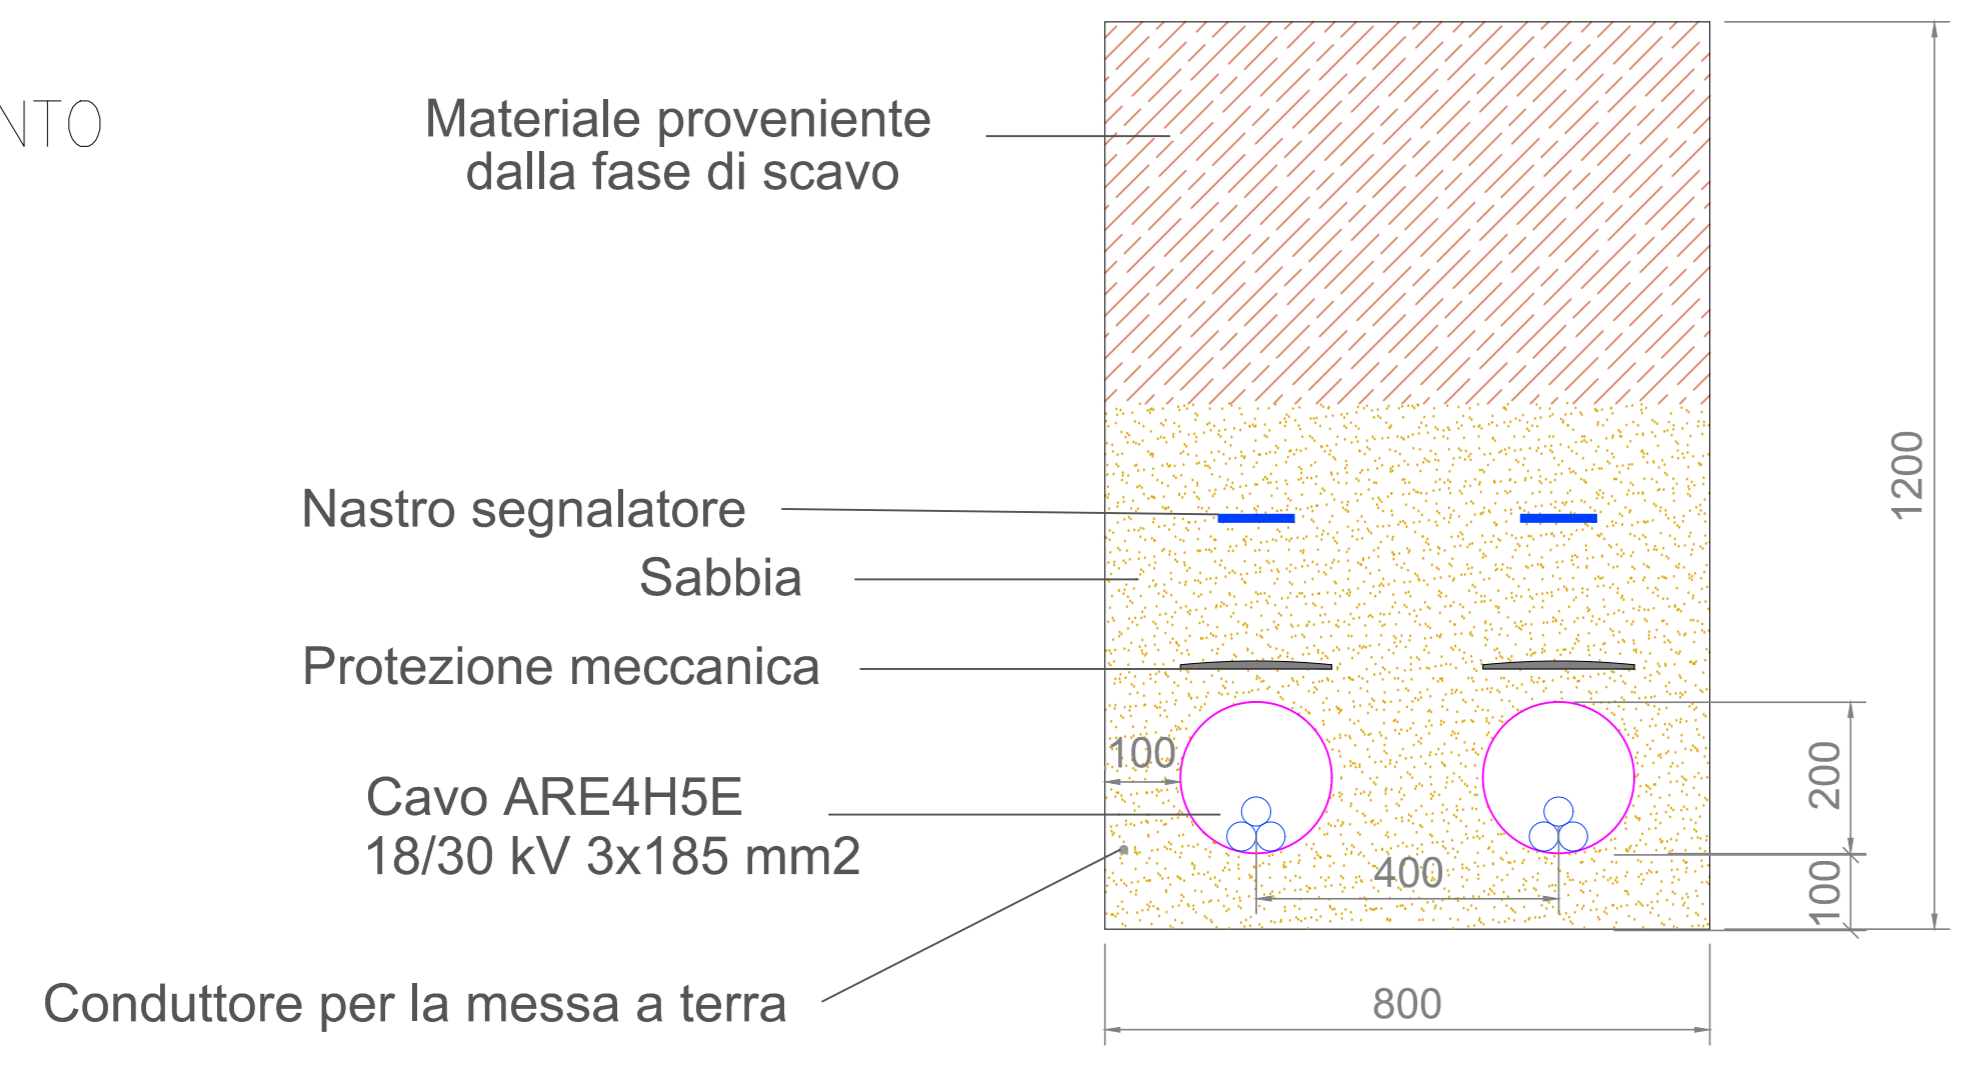 NTO
Materiale proveniente
dalla fase di scavo
Nastro segnalatore
Sabbia
Protezione meccanica
Cavo ARE4H5E
18/30 kV 3x185 mm2
Conduttore per la messa a terra
100
400
800
200
100
1200